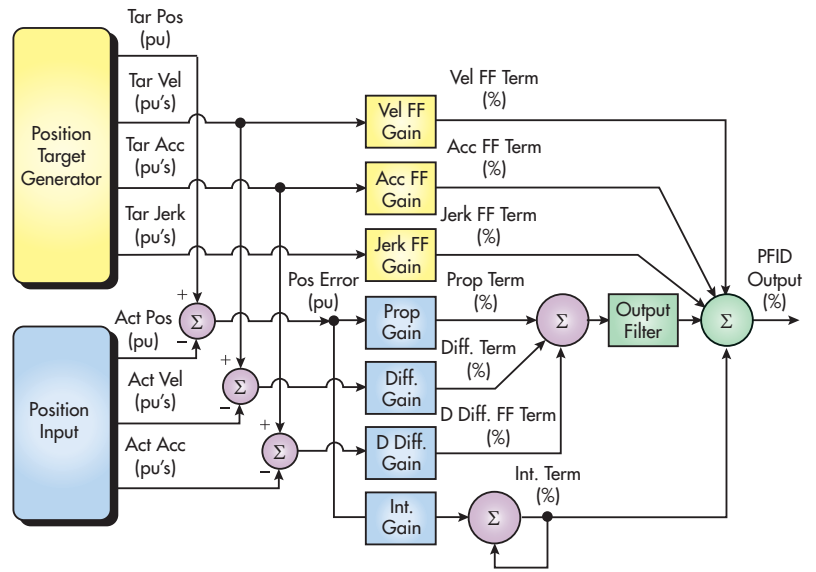 Tar Pos
(pu)
Tar Vel
(pu's)
Tar Acc
(pu's)
Tar Jerk
(pu's)
Position
Target
Generator
Vel FF
Gain
Vel FF Term
(%)
Acc FF
Gain
Acc FF Term
(%)
Jerk FF
Gain
Jerk FF Term
(%)
Pos Error
(pu)
Prop
Gain
Prop Term
(%)
Σ
Output
Filter
Σ
PFID
Output
(%)
+
−
Σ
Act Pos
(pu)
Act Vel
(pu's)
Act Acc
(pu's)
Position
Input
+
−
Σ
Diff.
Gain
Diff. Term
(%)
+
−
Σ
D Diff.
Gain
D Diff. FF Term
(%)
Int.
Gain
Σ
Int. Term
(%)